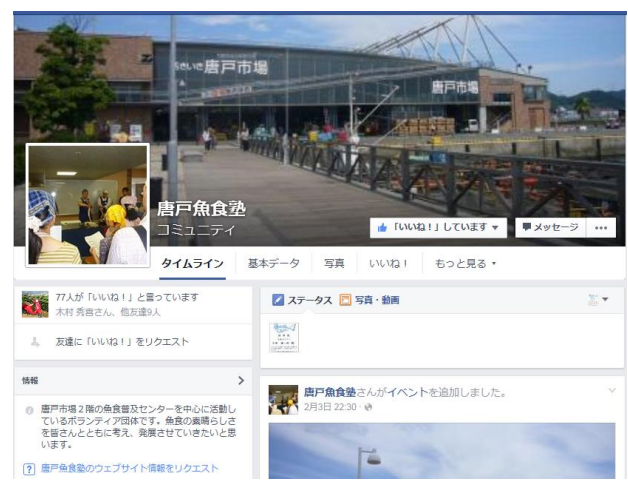 唐戸市場
唐戸市場
唐戸魚食塾
コミュニティ
「いいね！」しています
メッセージ
タイムライン 基本データ 写真 いいね！ もっと見る
77人が「いいね！」と言っています
木村 秀喜さん、他友達9人
友達に「いいね！」をリクエスト
情報
唐戸市場２階の魚食普及センターを中心に活動し
ているボランティア団体です。魚食の素晴らしさ
を皆さんとともに考え、発展させていきたいと思
います。
唐戸魚食塾のウェブサイト情報をリクエスト
ステータス 写真・動画
唐戸魚食塾さんがイベントを追加しました。
2月3日 22:30